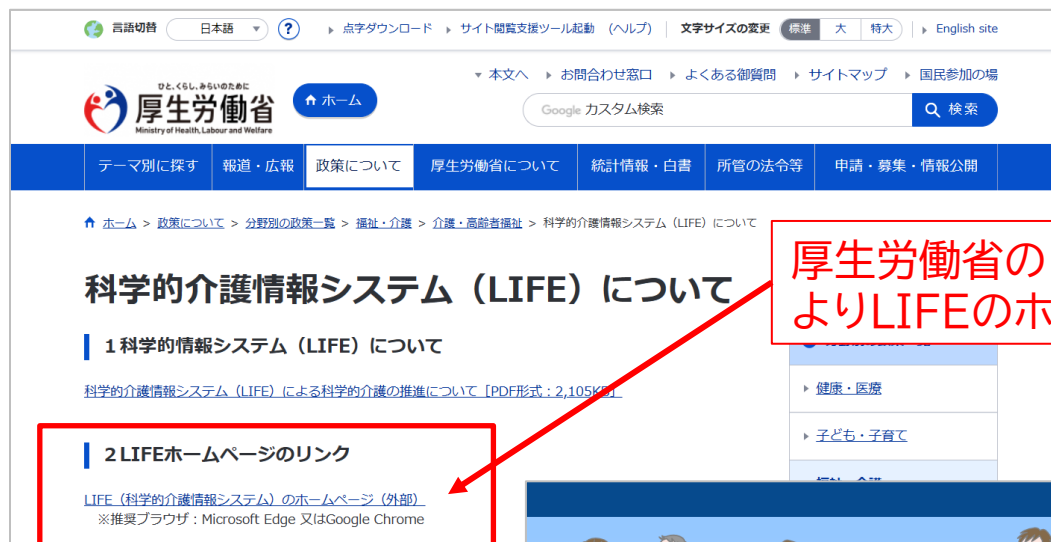 言語切替 日本語 ? 点字ダウンロード サイト閲覧支援ツール起動 (ヘルプ) 文字サイズの変更 標準 大 特大 English site
本文へ お問合わせ窓口 よくある御質問 サイトマップ 国民参加の場
ひと、くらし、みらいのために
厚生労働省
Ministry of Health, Labour and Welfare
ホーム
Google カスタム検索 検索
テーマ別に探す 報道・広報 政策について 厚生労働省について 統計情報・白書 所管の法令等 申請・募集・情報公開
ホーム > 政策について > 分野別の政策一覧 > 福祉・介護 > 介護・高齢者福祉 > 科学的介護情報システム(LIFE)について
厚生労働省の
よりLIFEのホ
科学的介護情報システム(LIFE)について
1科学的情報システム(LIFE)について
科学的介護情報システム(LIFE)による科学的介護の推進について [PDF形式:2,105KB]
健康・医療
子ども・子育て
2LIFEホームページのリンク
LIFE(科学的介護情報システム)のホームページ(外部)
※推奨ブラウザ:Microsoft Edge 又はGoogle Chrome